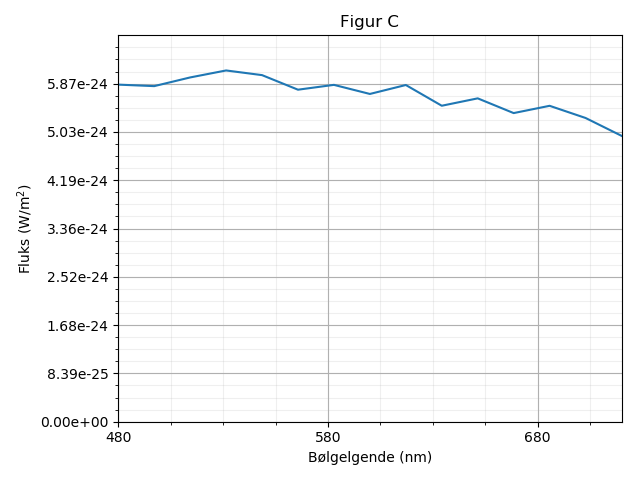 Figur C
5.87e-24
5.03e-24
4.19e-24
3.36e-24
2.52e-24
1.68e-24
8.39e-25
0.00e+00
480 580 680
Fluks (W/m²)
Bølgelgende (nm)